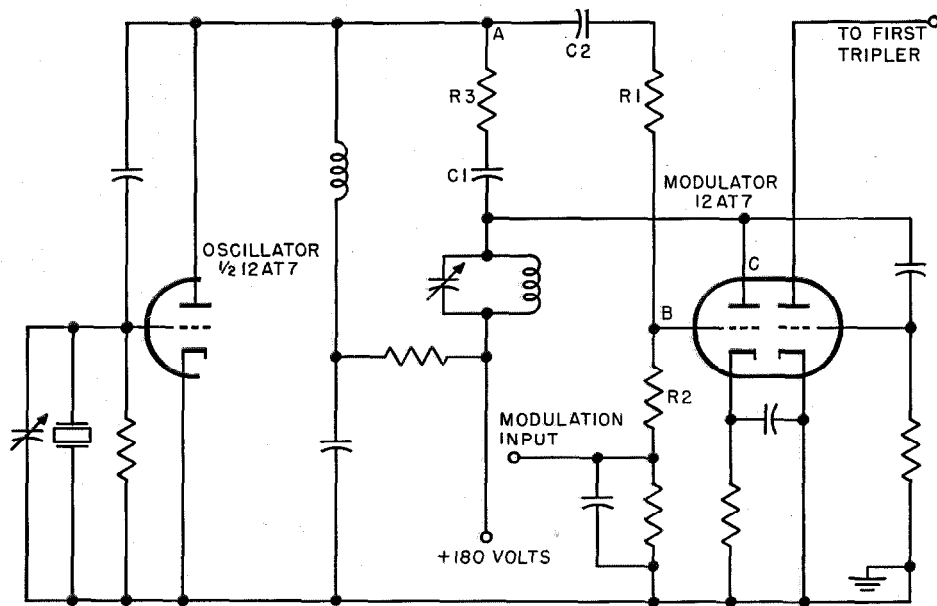 TO FIRST
TRIPLER
A
C2
R3
R1
C1
MODULATOR
12AT7
OSCILLATOR
1/2 12AT7
C
B
R2
MODULATION
INPUT
+180 VOLTS